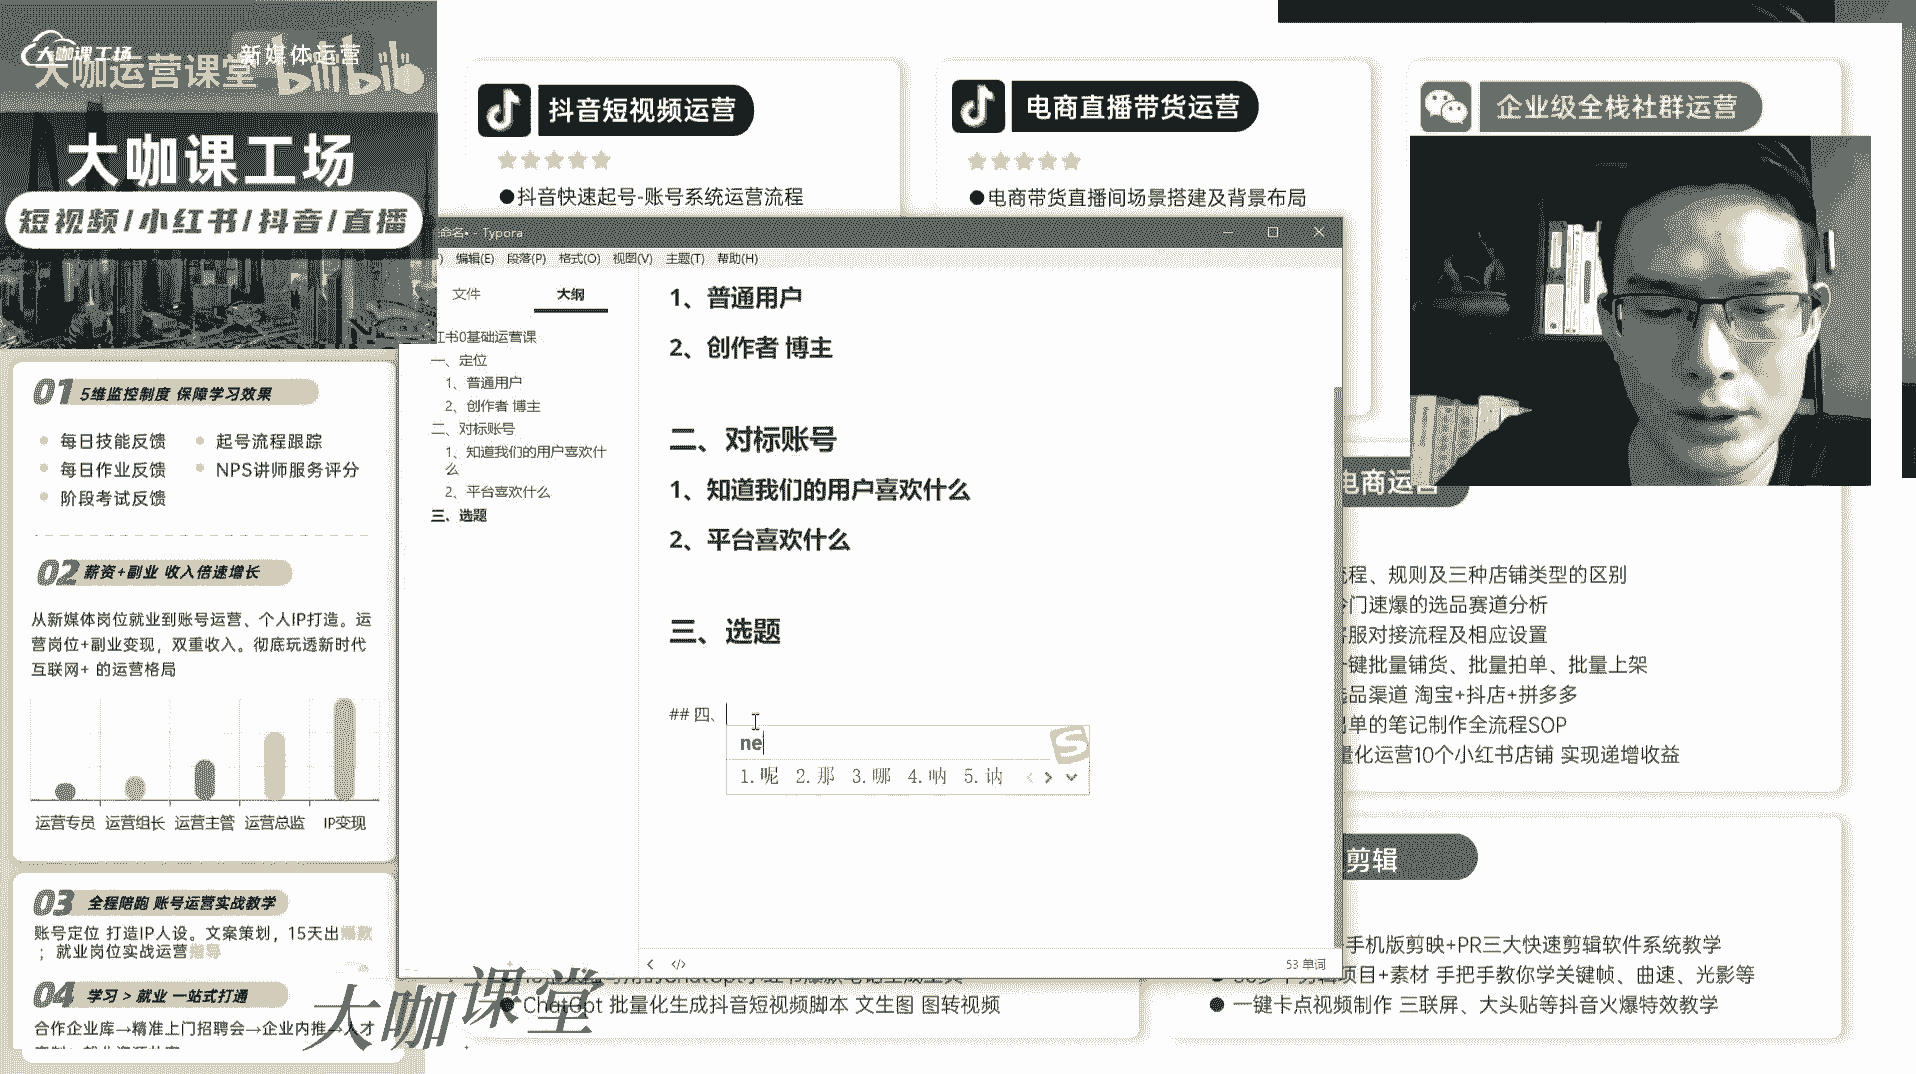 大咖课工场
新媒体运营
大咖运营课堂 bilibili
大咖课工场
短视频/小红书/抖音/直播
01 5维监控制度 保障学习效果
每日技能反馈
起号流程跟踪
每日作业反馈
NPS讲师服务评分
阶段考试反馈
02 薪资+副业 收入倍速增长
从新媒体岗位就业到账号运营、个人IP打造。运
营岗位+副业变现，双重收入。彻底玩透新时代
互联网+ 的运营格局
运营专员 运营组长 运营主管 运营总监 IP变现
03 全程陪跑 账号运营实战教学
账号定位 打造IP人设。文案策划，15天出爆款
；就业岗位实战运营指导
04 学习 > 就业 一站式打通
合作企业库→精准上门招聘会→企业内推→人才
大咖课堂
抖音短视频运营
●抖音快速起号-账号系统运营流程
电商直播带货运营
●电商带货直播间场景搭建及背景布局
企业级全栈社群运营
命名• - Typora
) 编辑(E) 段落(P) 格式(O) 视图(V) 主题(T) 帮助(H)
文件 大纲
红书0基础运营课
一、定位
1、普通用户
2、创作者 博主
二、对标账号
1、知道我们的用户喜欢什
么
2、平台喜欢什么
三、选题
1、普通用户
2、创作者 博主
二、对标账号
1、知道我们的用户喜欢什么
2、平台喜欢什么
三、选题
## 四、
ne
1.呢 2.那 3.哪 4.呐 5.讷
S
</>
53 单词
电商运营
流程、规则及三种店铺类型的区别
冷门速爆的选品赛道分析
客服对接流程及相应设置
一键批量铺货、批量拍单、批量上架
选品渠道 淘宝+抖店+拼多多
出单的笔记制作全流程SOP
量化运营10个小红书店铺 实现递增收益
剪辑
手机版剪映+PR三大快速剪辑软件系统教学
项目+素材 手把手教你学关键帧、曲速、光影等
●一键卡点视频制作 三联屏、大头贴等抖音火爆特效教学
●ChatGpt 批量化生成抖音短视频脚本 文生图 图转视频